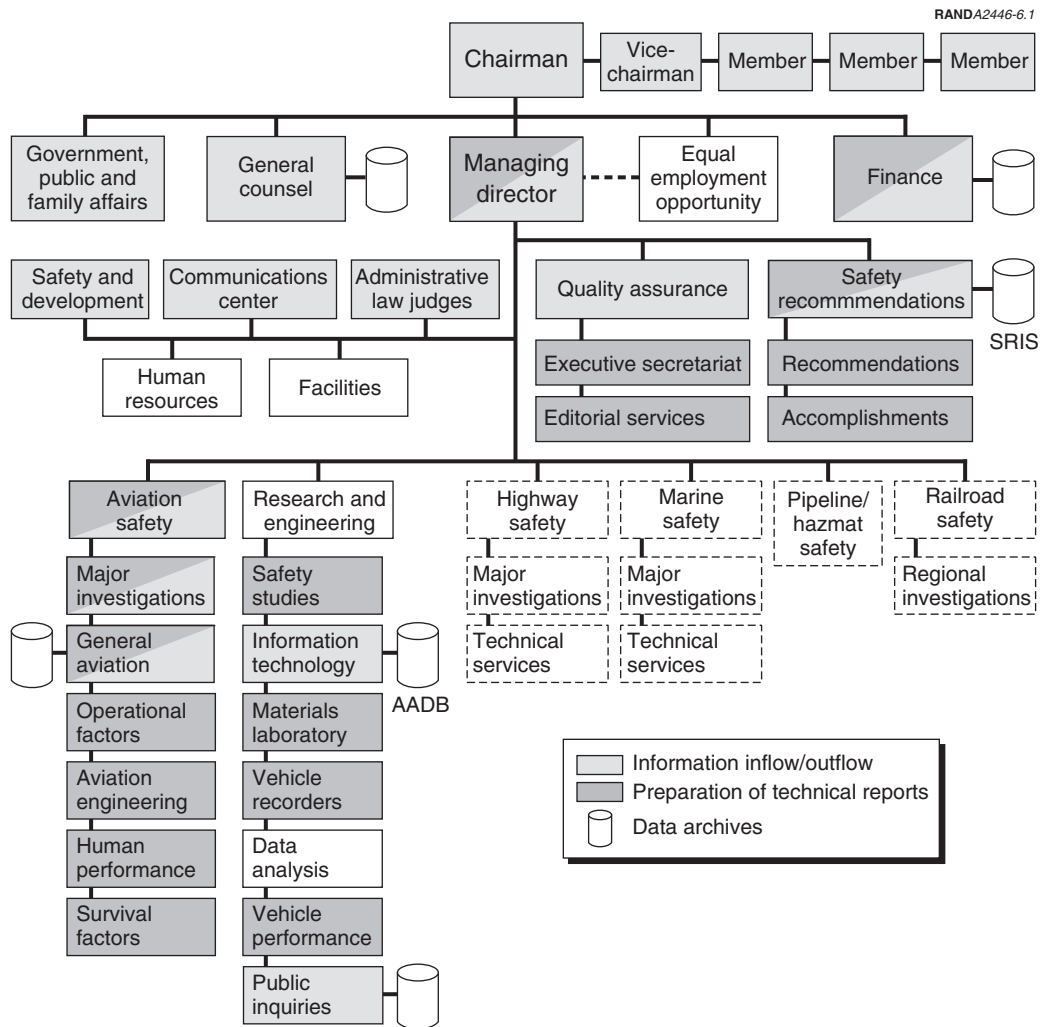 RANDA2446-6.1
Chairman
Vice-
chairman
Member
Member
Member
Government,
public and
family affairs
General
counsel
Managing
director
Equal
employment
opportunity
Finance
Safety and
development
Communications
center
Administrative
law judges
Quality assurance
Safety
recommmendations
SRIS
Human
resources
Facilities
Executive secretariat
Recommendations
Editorial services
Accomplishments
Aviation
safety
Research and
engineering
Highway
safety
Marine
safety
Pipeline/
hazmat
safety
Railroad
safety
Major
investigations
Safety
studies
Major
investigations
Major
investigations
Regional
investigations
General
aviation
Information
technology
AADB
Technical
services
Technical
services
Operational
factors
Materials
laboratory
Aviation
engineering
Vehicle
recorders
Human
performance
Data
analysis
Survival
factors
Vehicle
performance
Public
inquiries
Information inflow/outflow
Preparation of technical reports
Data archives